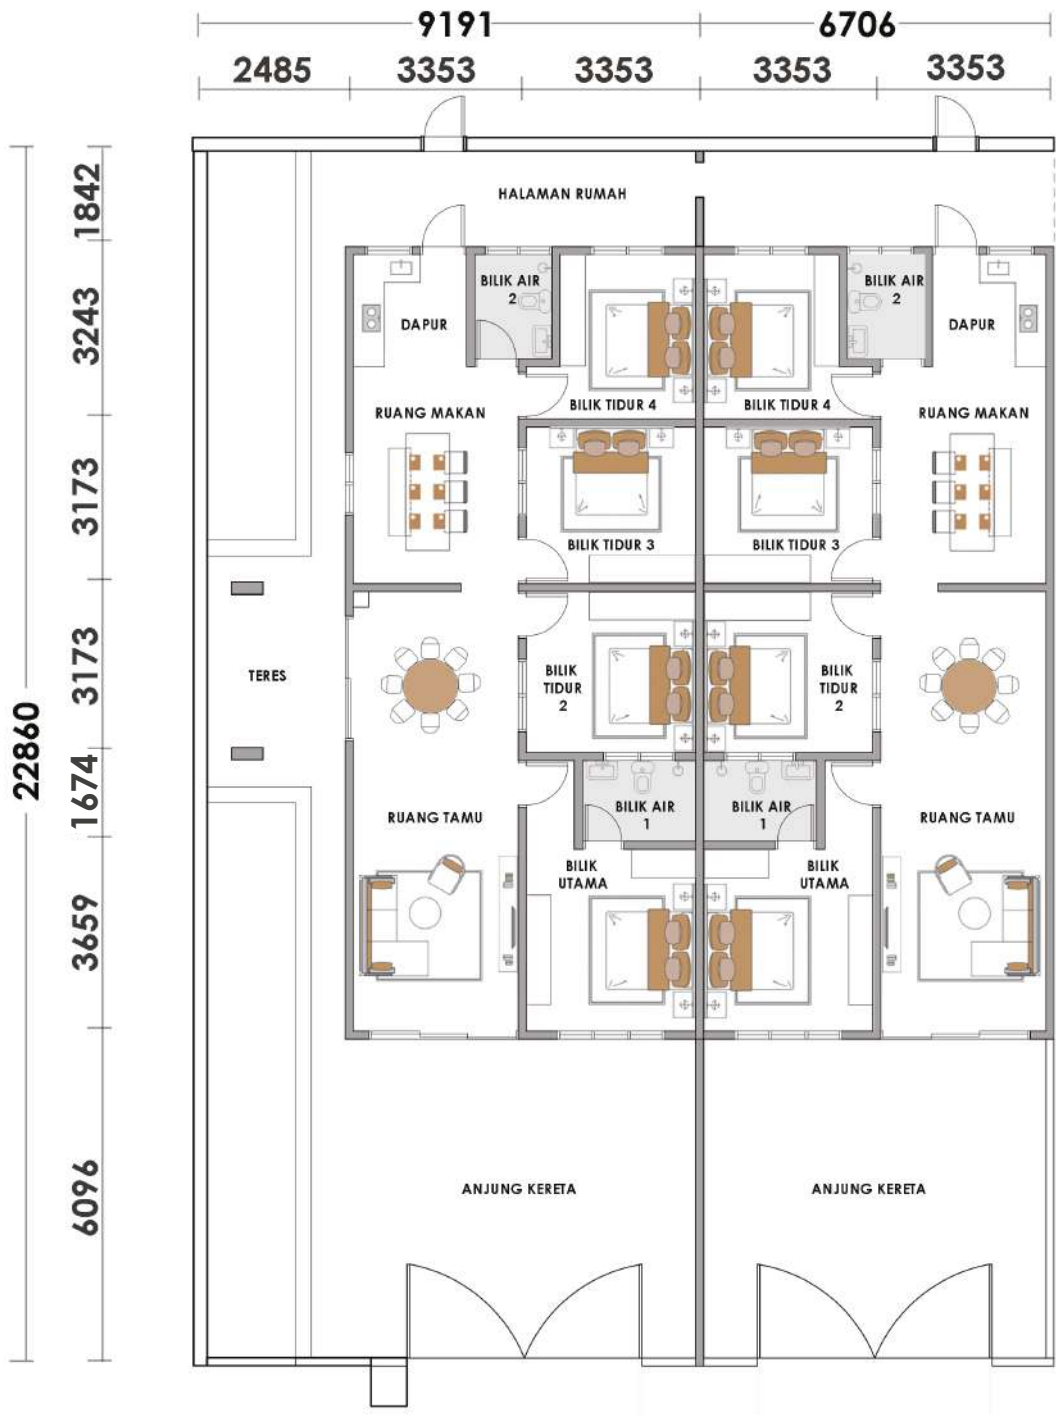 9191
6706
2485
3353
3353
3353
3353
22860
1842
3243
3173
3173
1674
3659
6096
HALAMAN RUMAH
BILIK AIR
2
BILIK AIR
2
DAPUR
DAPUR
BILIK TIDUR 4
BILIK TIDUR 4
RUANG MAKAN
RUANG MAKAN
BILIK TIDUR 3
BILIK TIDUR 3
TERES
BILIK
TIDUR
2
BILIK
TIDUR
2
BILIK AIR
1
BILIK AIR
1
RUANG TAMU
RUANG TAMU
BILIK
UTAMA
BILIK
UTAMA
ANJUNG KERETA
ANJUNG KERETA